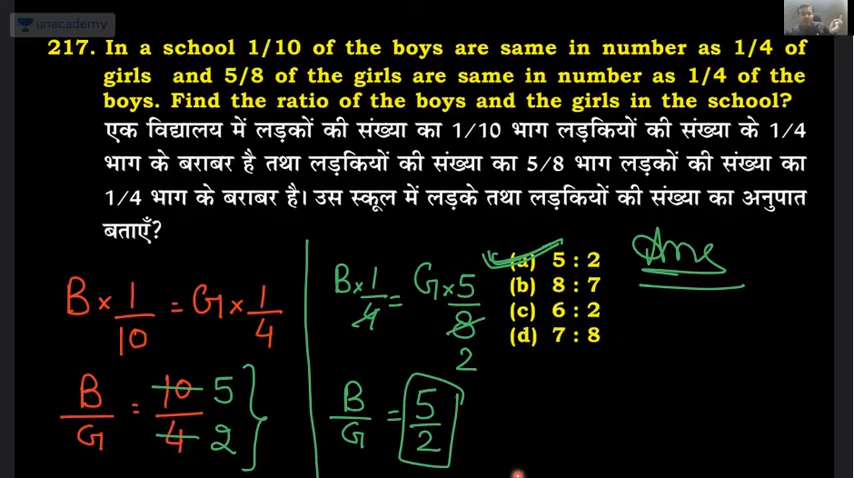 unacademy
217. In a school 1/10 of the boys are same in number as 1/4 of
girls and 5/8 of the girls are same in number as 1/4 of the
boys. Find the ratio of the boys and the girls in the school?
एक विद्यालय में लड़कों की संख्या का 1/10 भाग लड़कियों की संख्या के 1/4
भाग के बराबर है तथा लड़कियों की संख्या का 5/8 भाग लड़कों की संख्या का
1/4 भाग के बराबर है। उस स्कूल में लड़के तथा लड़कियों की संख्या का अनुपात
बताएँ?
(a) 5 : 2
(b) 8 : 7
(c) 6 : 2
(d) 7 : 8
Ans
B × 1/10 = G × 1/4
B/G = 10/4 5/2
B × 1/4 = G × 5/8 2
B/G = 5/2